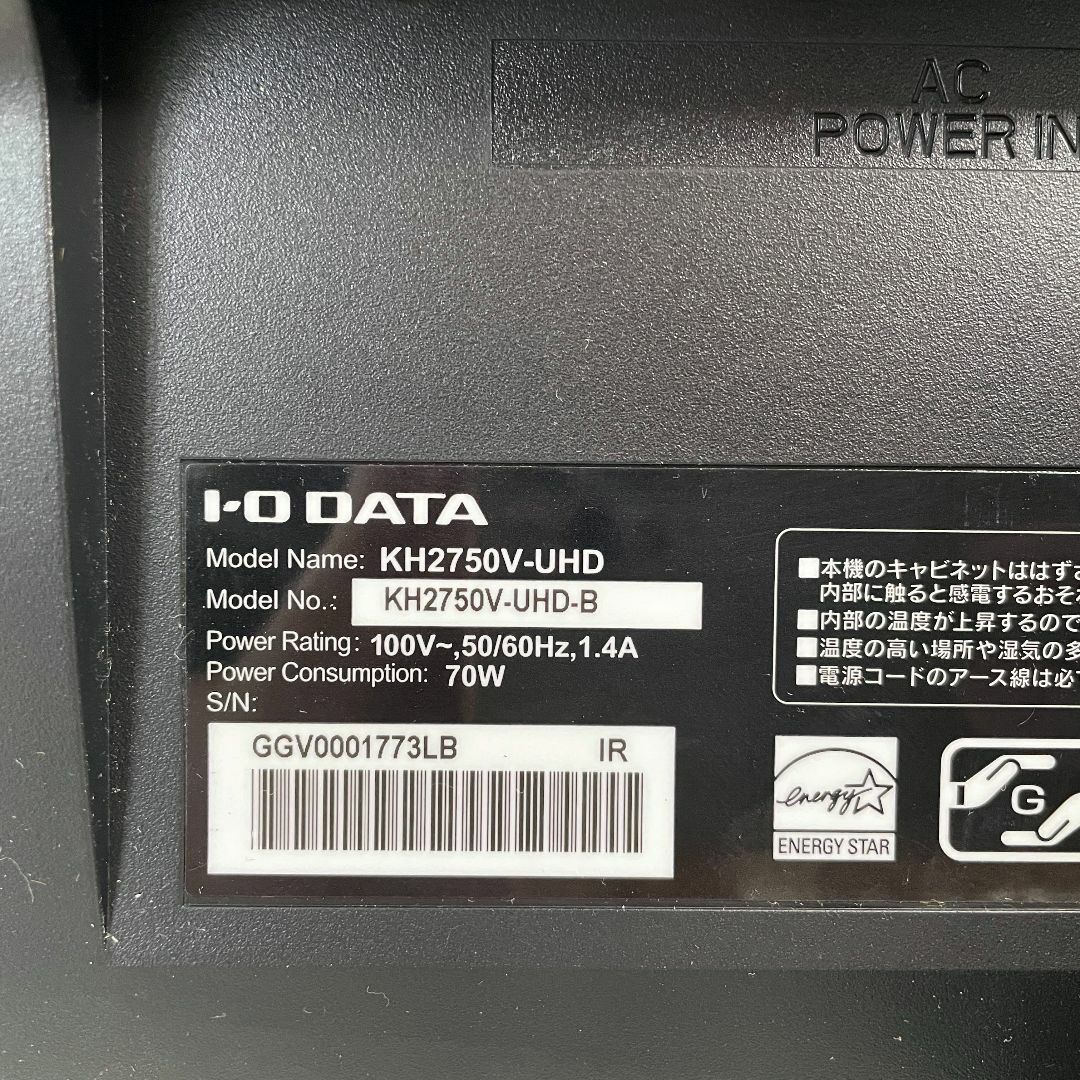 AC
POWER IN
I-O DATA
Model Name: KH2750V-UHD
Model No.: KH2750V-UHD-B
Power Rating: 100V~,50/60Hz,1.4A
Power Consumption: 70W
S/N:
GGV0001773LB IR
■本機のキャビネットははずさ
内部に触ると感電するおそれ
■内部の温度が上昇するので
■温度の高い場所や湿気の多
■電源コードのアース線は必
energy
ENERGY STAR
I G